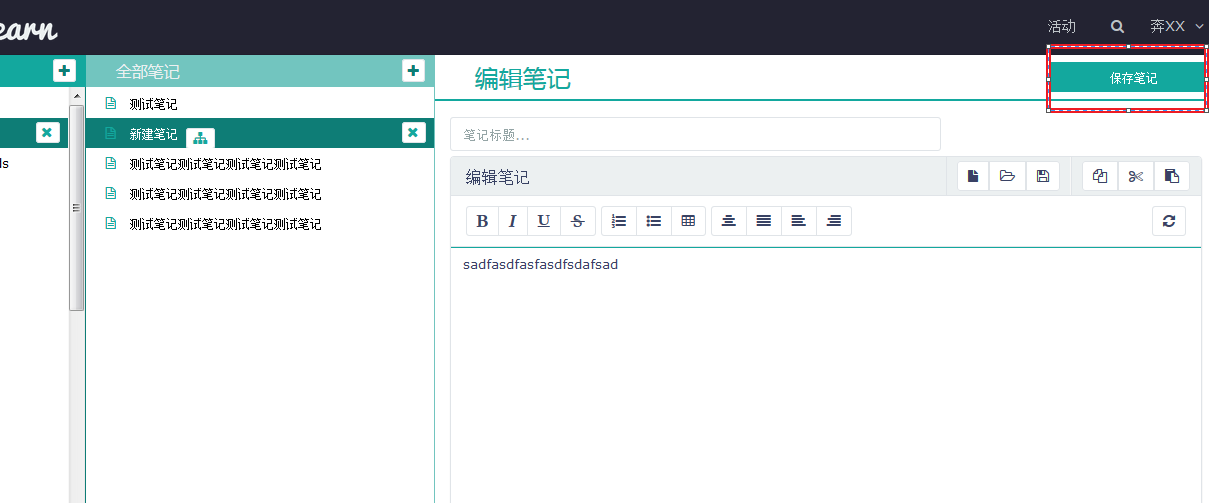 earn
活动
奔XX
全部笔记
编辑笔记
保存笔记
测试笔记
新建笔记
ls
测试笔记测试笔记测试笔记测试笔记
测试笔记测试笔记测试笔记测试笔记
测试笔记测试笔记测试笔记测试笔记
笔记标题...
编辑笔记
B I U S
sadfasdfasfasdfsdafsad